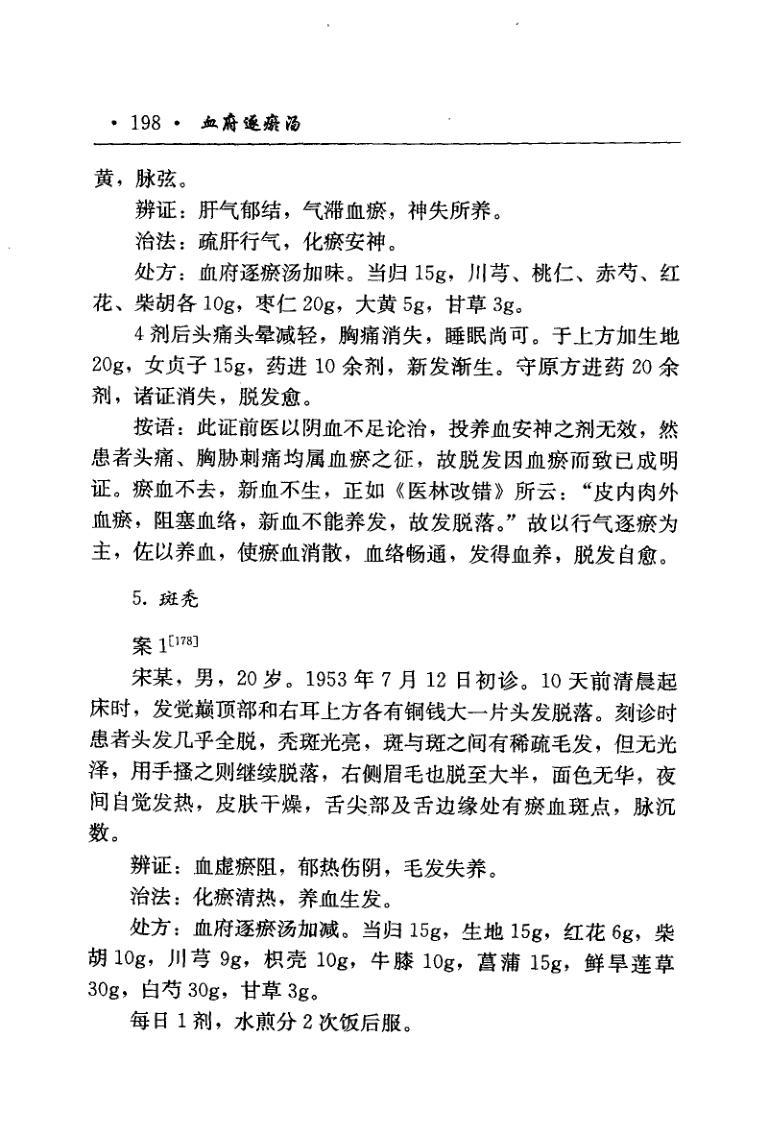 · 198 · 血府逐瘀汤
黄，脉弦。
辨证：肝气郁结，气滞血瘀，神失所养。
治法：疏肝行气，化瘀安神。
处方：血府逐瘀汤加味。当归 15g，川芎、桃仁、赤芍、红
花、柴胡各 10g，枣仁 20g，大黄 5g，甘草 3g。
4 剂后头痛头晕减轻，胸痛消失，睡眠尚可。于上方加生地
20g，女贞子 15g，药进 10 余剂，新发渐生。守原方进药 20 余
剂，诸证消失，脱发愈。
按语：此证前医以阴血不足论治，投养血安神之剂无效，然
患者头痛、胸胁刺痛均属血瘀之征，故脱发因血瘀而致已成明
证。瘀血不去，新血不生，正如《医林改错》所云：“皮内肉外
血瘀，阻塞血络，新血不能养发，故发脱落。”故以行气逐瘀为
主，佐以养血，使瘀血消散，血络畅通，发得血养，脱发自愈。
5. 斑秃
案 1[178]
宋某，男，20 岁。1953 年 7 月 12 日初诊。10 天前清晨起
床时，发觉巅顶部和右耳上方各有铜钱大一片头发脱落。刻诊时
患者头发几乎全脱，秃斑光亮，斑与斑之间有稀疏毛发，但无光
泽，用手搔之则继续脱落，右侧眉毛也脱至大半，面色无华，夜
间自觉发热，皮肤干燥，舌尖部及舌边缘处有瘀血斑点，脉沉
数。
辨证：血虚瘀阻，郁热伤阴，毛发失养。
治法：化瘀清热，养血生发。
处方：血府逐瘀汤加减。当归 15g，生地 15g，红花 6g，柴
胡 10g，川芎 9g，枳壳 10g，牛膝 10g，菖蒲 15g，鲜旱莲草
30g，白芍 30g，甘草 3g。
每日 1 剂，水煎分 2 次饭后服。